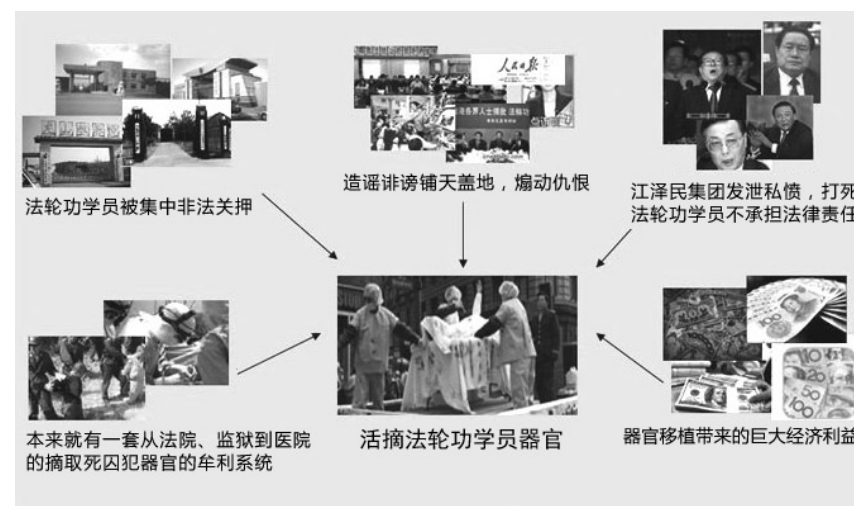 人民日报
法轮功学员被集中非法关押
造谣诽谤铺天盖地，煽动仇恨
江泽民集团发泄私愤，打死
法轮功学员不承担法律责任
本来就有一套从法院、监狱到医院
的摘取死囚犯器官的牟利系统
活摘法轮功学员器官
器官移植带来的巨大经济利益